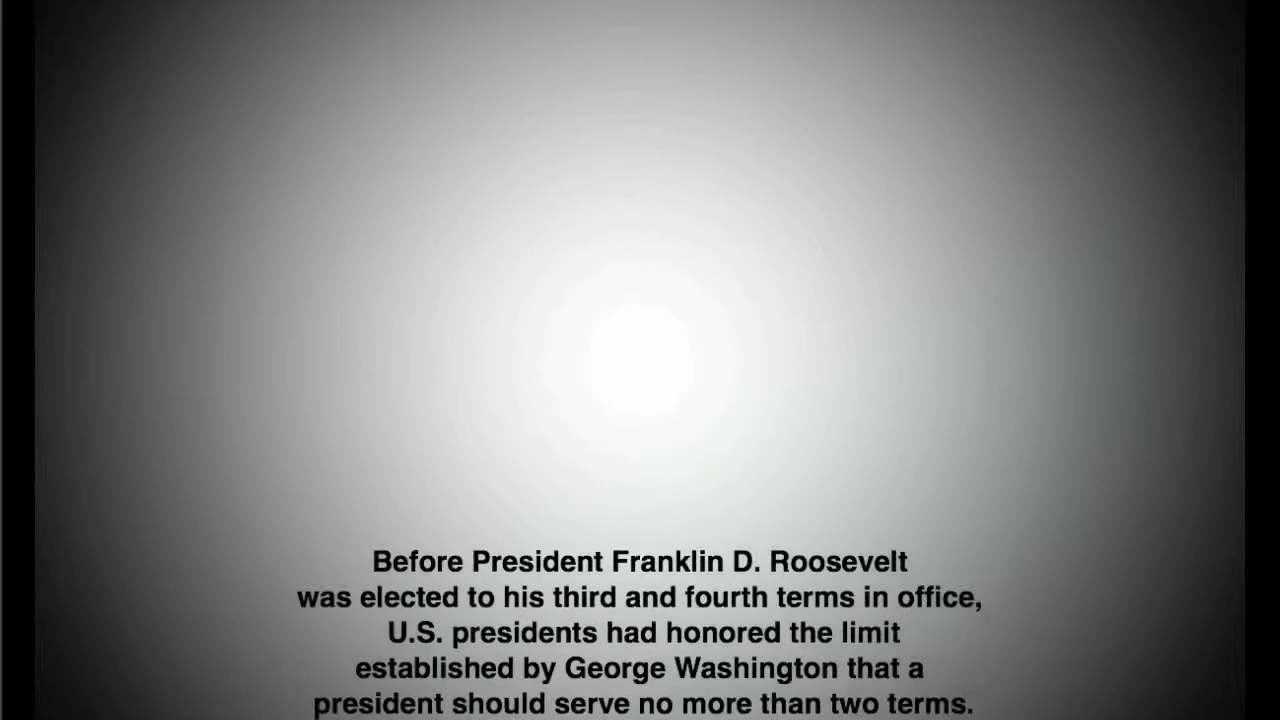 Before President Franklin D. Roosevelt
was elected to his third and fourth terms in office,
U.S. presidents had honored the limit
established by George Washington that a
president should serve no more than two terms.